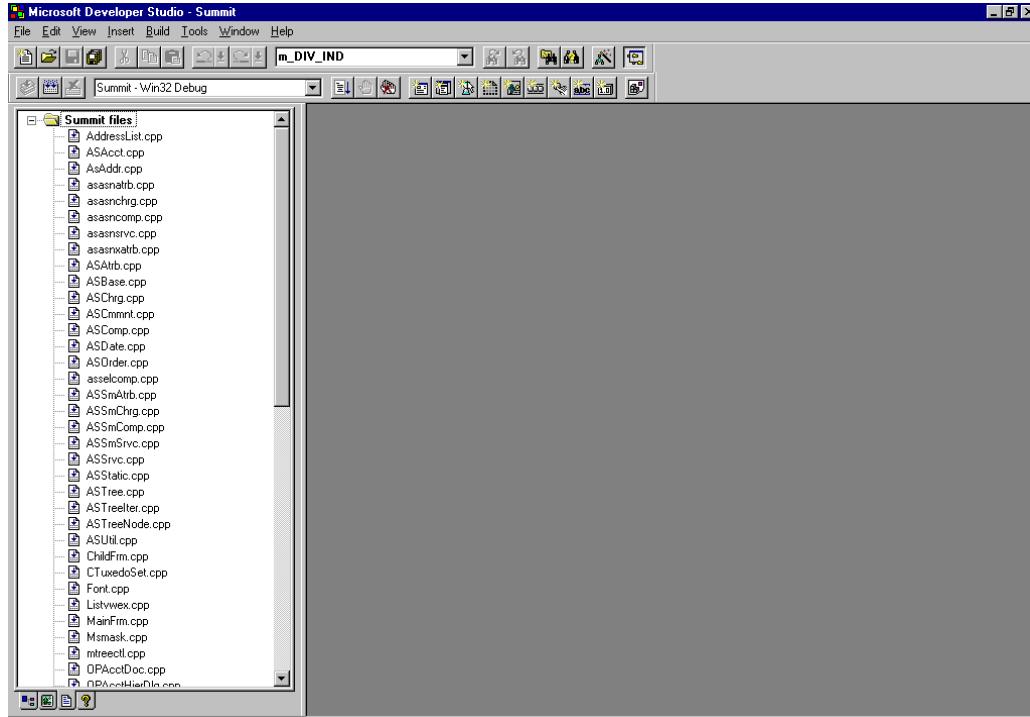 Microsoft Developer Studio - Summit
File Edit View Insert Build Tools Window Help
m_DIV_IND
Summit - Win32 Debug
Summit files
AddressList.cpp
ASAcct.cpp
AsAddr.cpp
asasnatrb.cpp
asasnchrg.cpp
asasncomp.cpp
asasnsrvc.cpp
asasnxatrb.cpp
ASAtrb.cpp
ASBase.cpp
ASChrg.cpp
ASCmmnt.cpp
ASComp.cpp
ASDate.cpp
ASOrder.cpp
asselcomp.cpp
ASSmAtrb.cpp
ASSmChrg.cpp
ASSmComp.cpp
ASSmSrvc.cpp
ASSrvc.cpp
ASStatic.cpp
ASTree.cpp
ASTreeIter.cpp
ASTreeNode.cpp
ASUtil.cpp
ChildFrm.cpp
CTuxedoSet.cpp
Font.cpp
Listvwex.cpp
MainFrm.cpp
Msmask.cpp
mtreectl.cpp
OPAcctDoc.cpp
OPAcctHierDlg.cpp